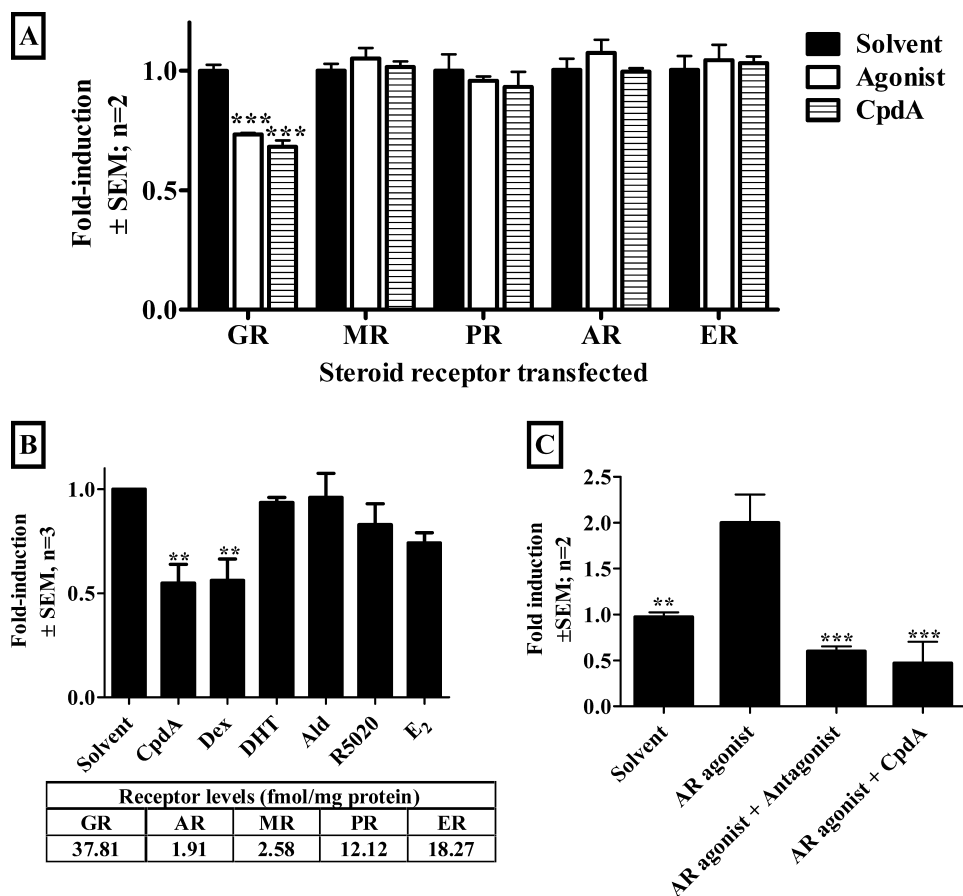 A
Fold-induction
± SEM; n=2
1.0
0.5
0.0
*** ***
GR MR PR AR ER
Steroid receptor transfected
Solvent
Agonist
CpdA
B
Fold-induction
± SEM, n=3
1.0
0.5
0.0
** **
Solvent CpdA Dex DHT Ald R5020 E2
Receptor levels (fmol/mg protein)
GR AR MR PR ER
37.81 1.91 2.58 12.12 18.27
C
Fold induction
±SEM; n=2
2.5
2.0
1.5
1.0
0.5
0.0
** *** ***
Solvent
AR agonist
AR agonist + Antagonist
AR agonist + CpdA